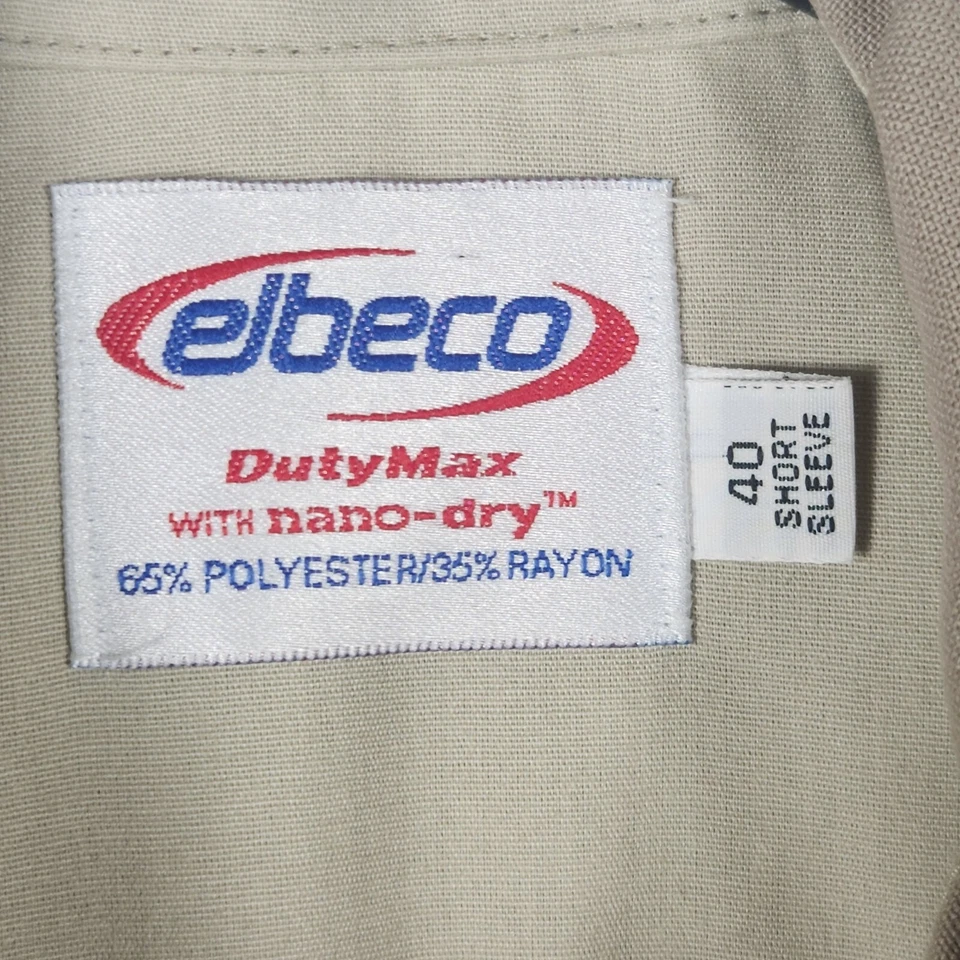 elbeco
DutyMax
WITH nano-dry™
65% POLYESTER/35% RAYON
40
SHORT
SLEEVE